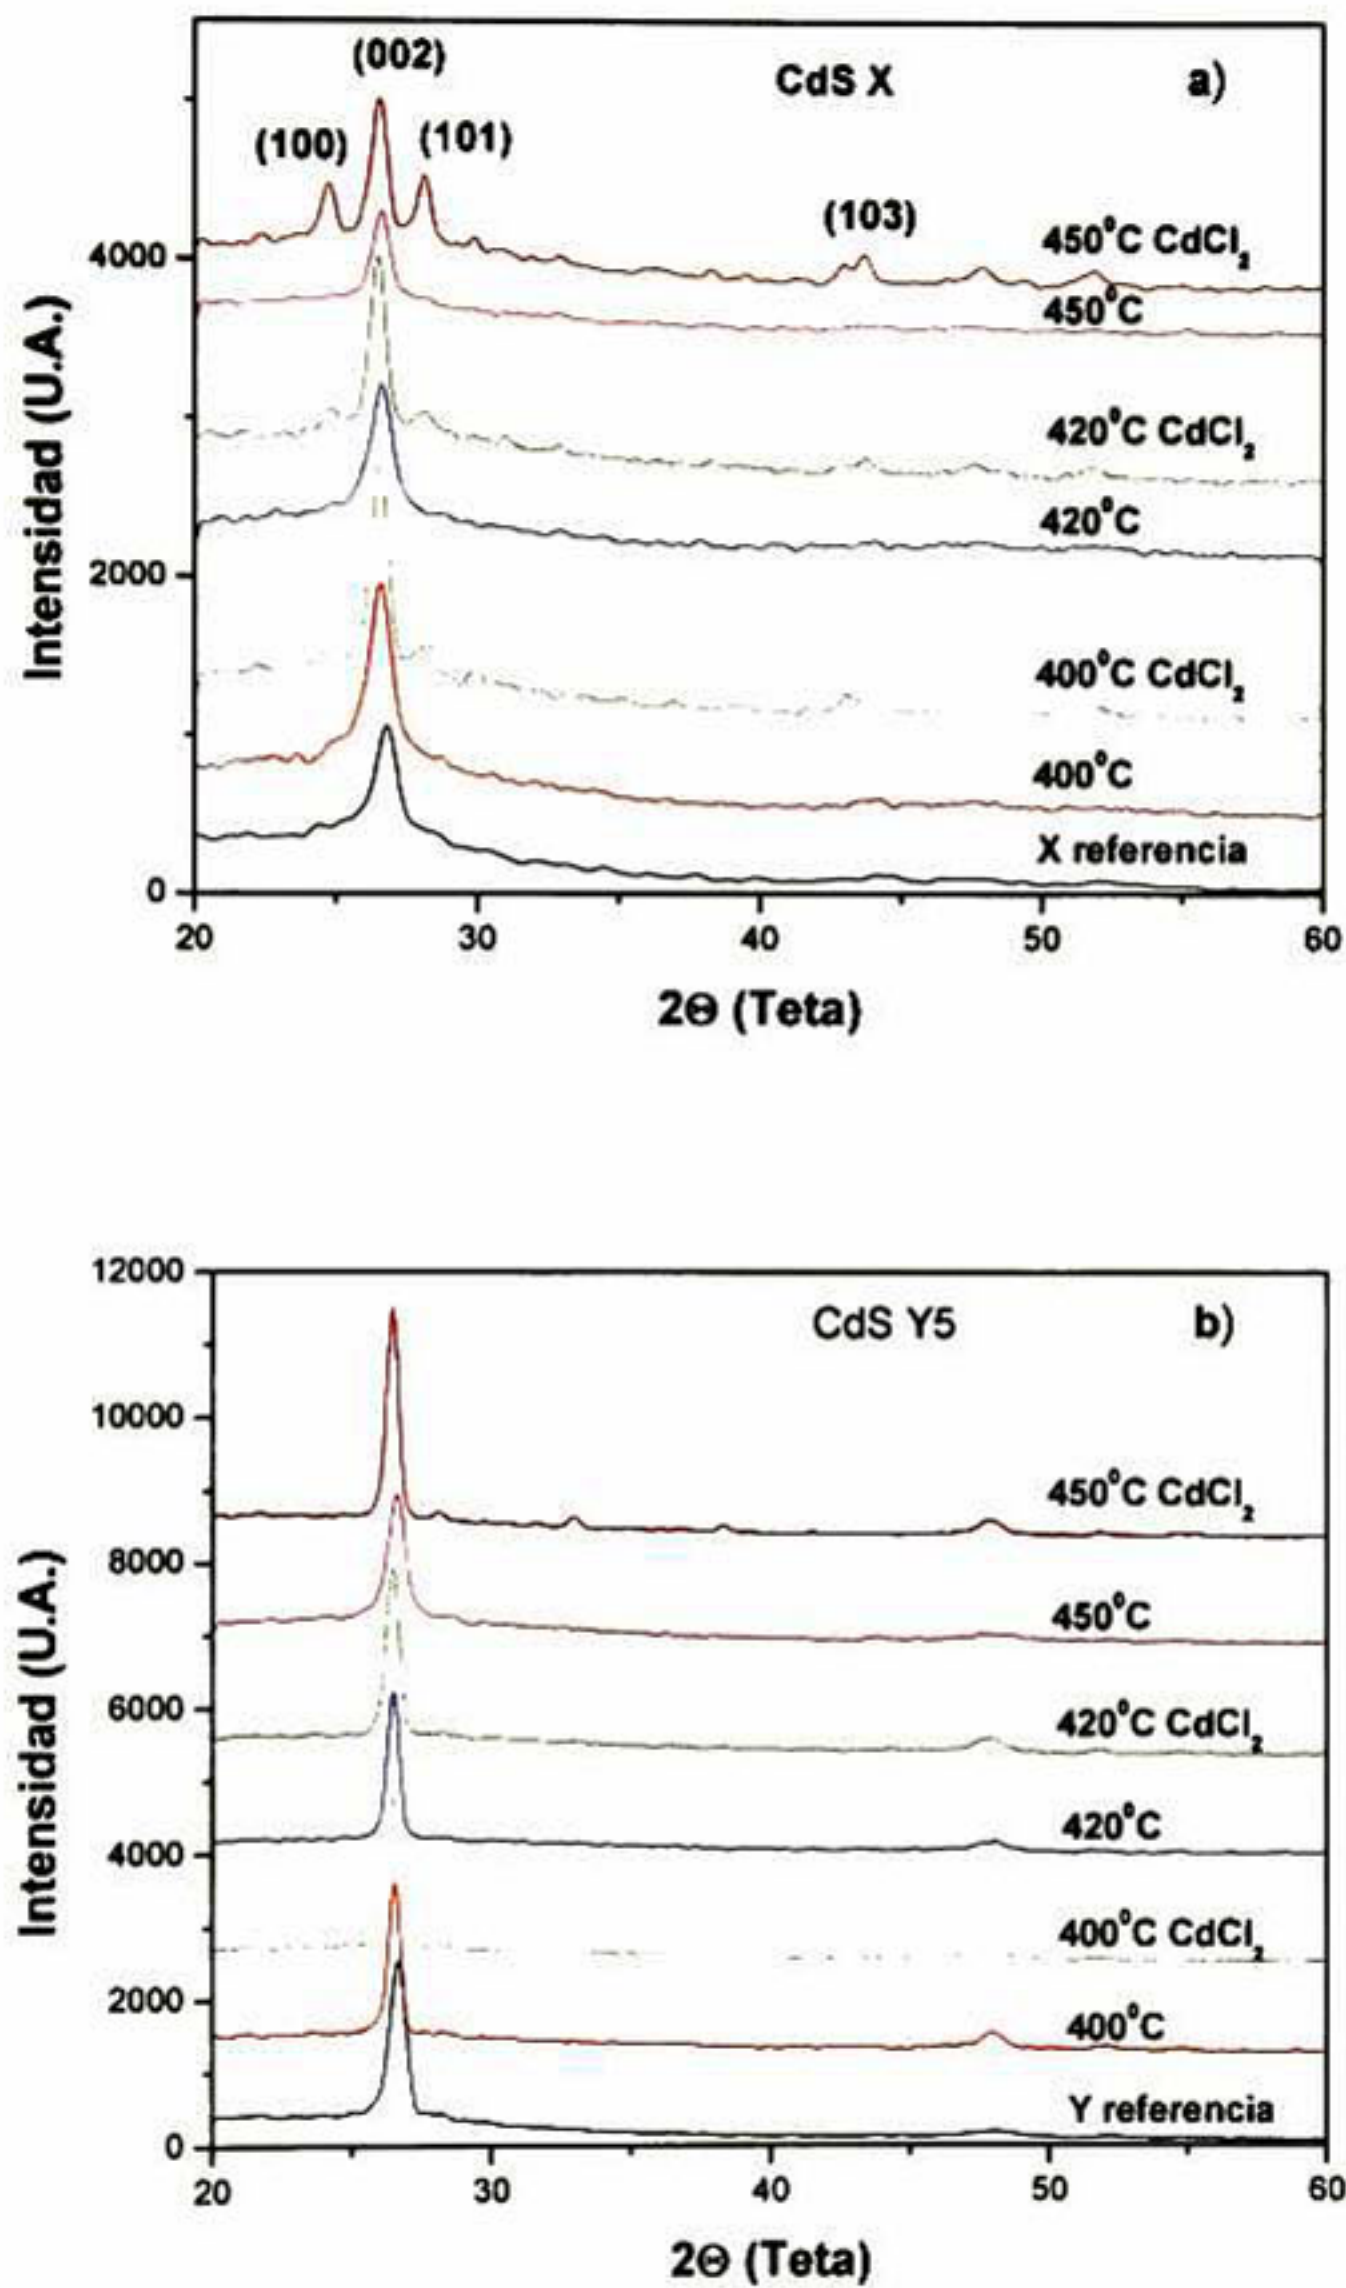 (002)
CdS X
a)
(100)
(101)
(103)
450⁰C CdCl₂
4000
450⁰C
420⁰C CdCl₂
420⁰C
2000
400⁰C CdCl₂
400⁰C
X referencia
0
20
30
40
50
60
Intensidad (U.A.)
2Θ (Teta)
12000
CdS Y5
b)
10000
450⁰C CdCl₂
8000
450⁰C
6000
420⁰C CdCl₂
420⁰C
4000
400⁰C CdCl₂
2000
400⁰C
Y referencia
0
20
30
40
50
60
Intensidad (U.A.)
2Θ (Teta)